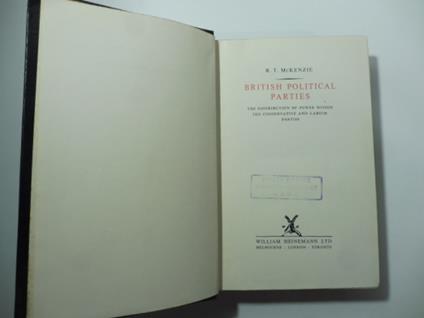 R. T. McKENZIE
BRITISH POLITICAL
PARTIES
THE DISTRIBUTION OF POWER WITHIN
THE CONSERVATIVE AND LABOUR
PARTIES
WILLIAM HEINEMANN LTD
MELBOURNE · LONDON · TORONTO